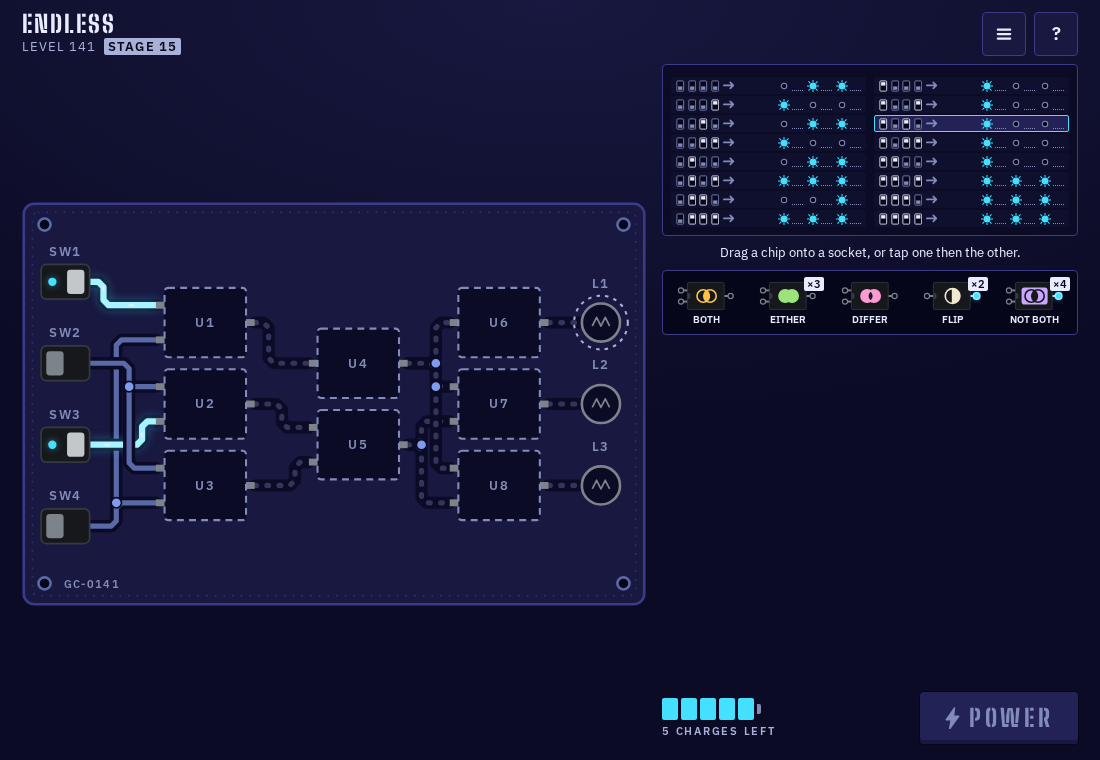 ENDLESS
LEVEL 141 STAGE 15
?
Drag a chip onto a socket, or tap one then the other.
×3 ×2 ×4
BOTH EITHER DIFFER FLIP NOT BOTH
SW1
SW2
SW3
SW4
U1
U2
U3
U4
U5
U6
U7
U8
L1
L2
L3
GC-0141
5 CHARGES LEFT
POWER